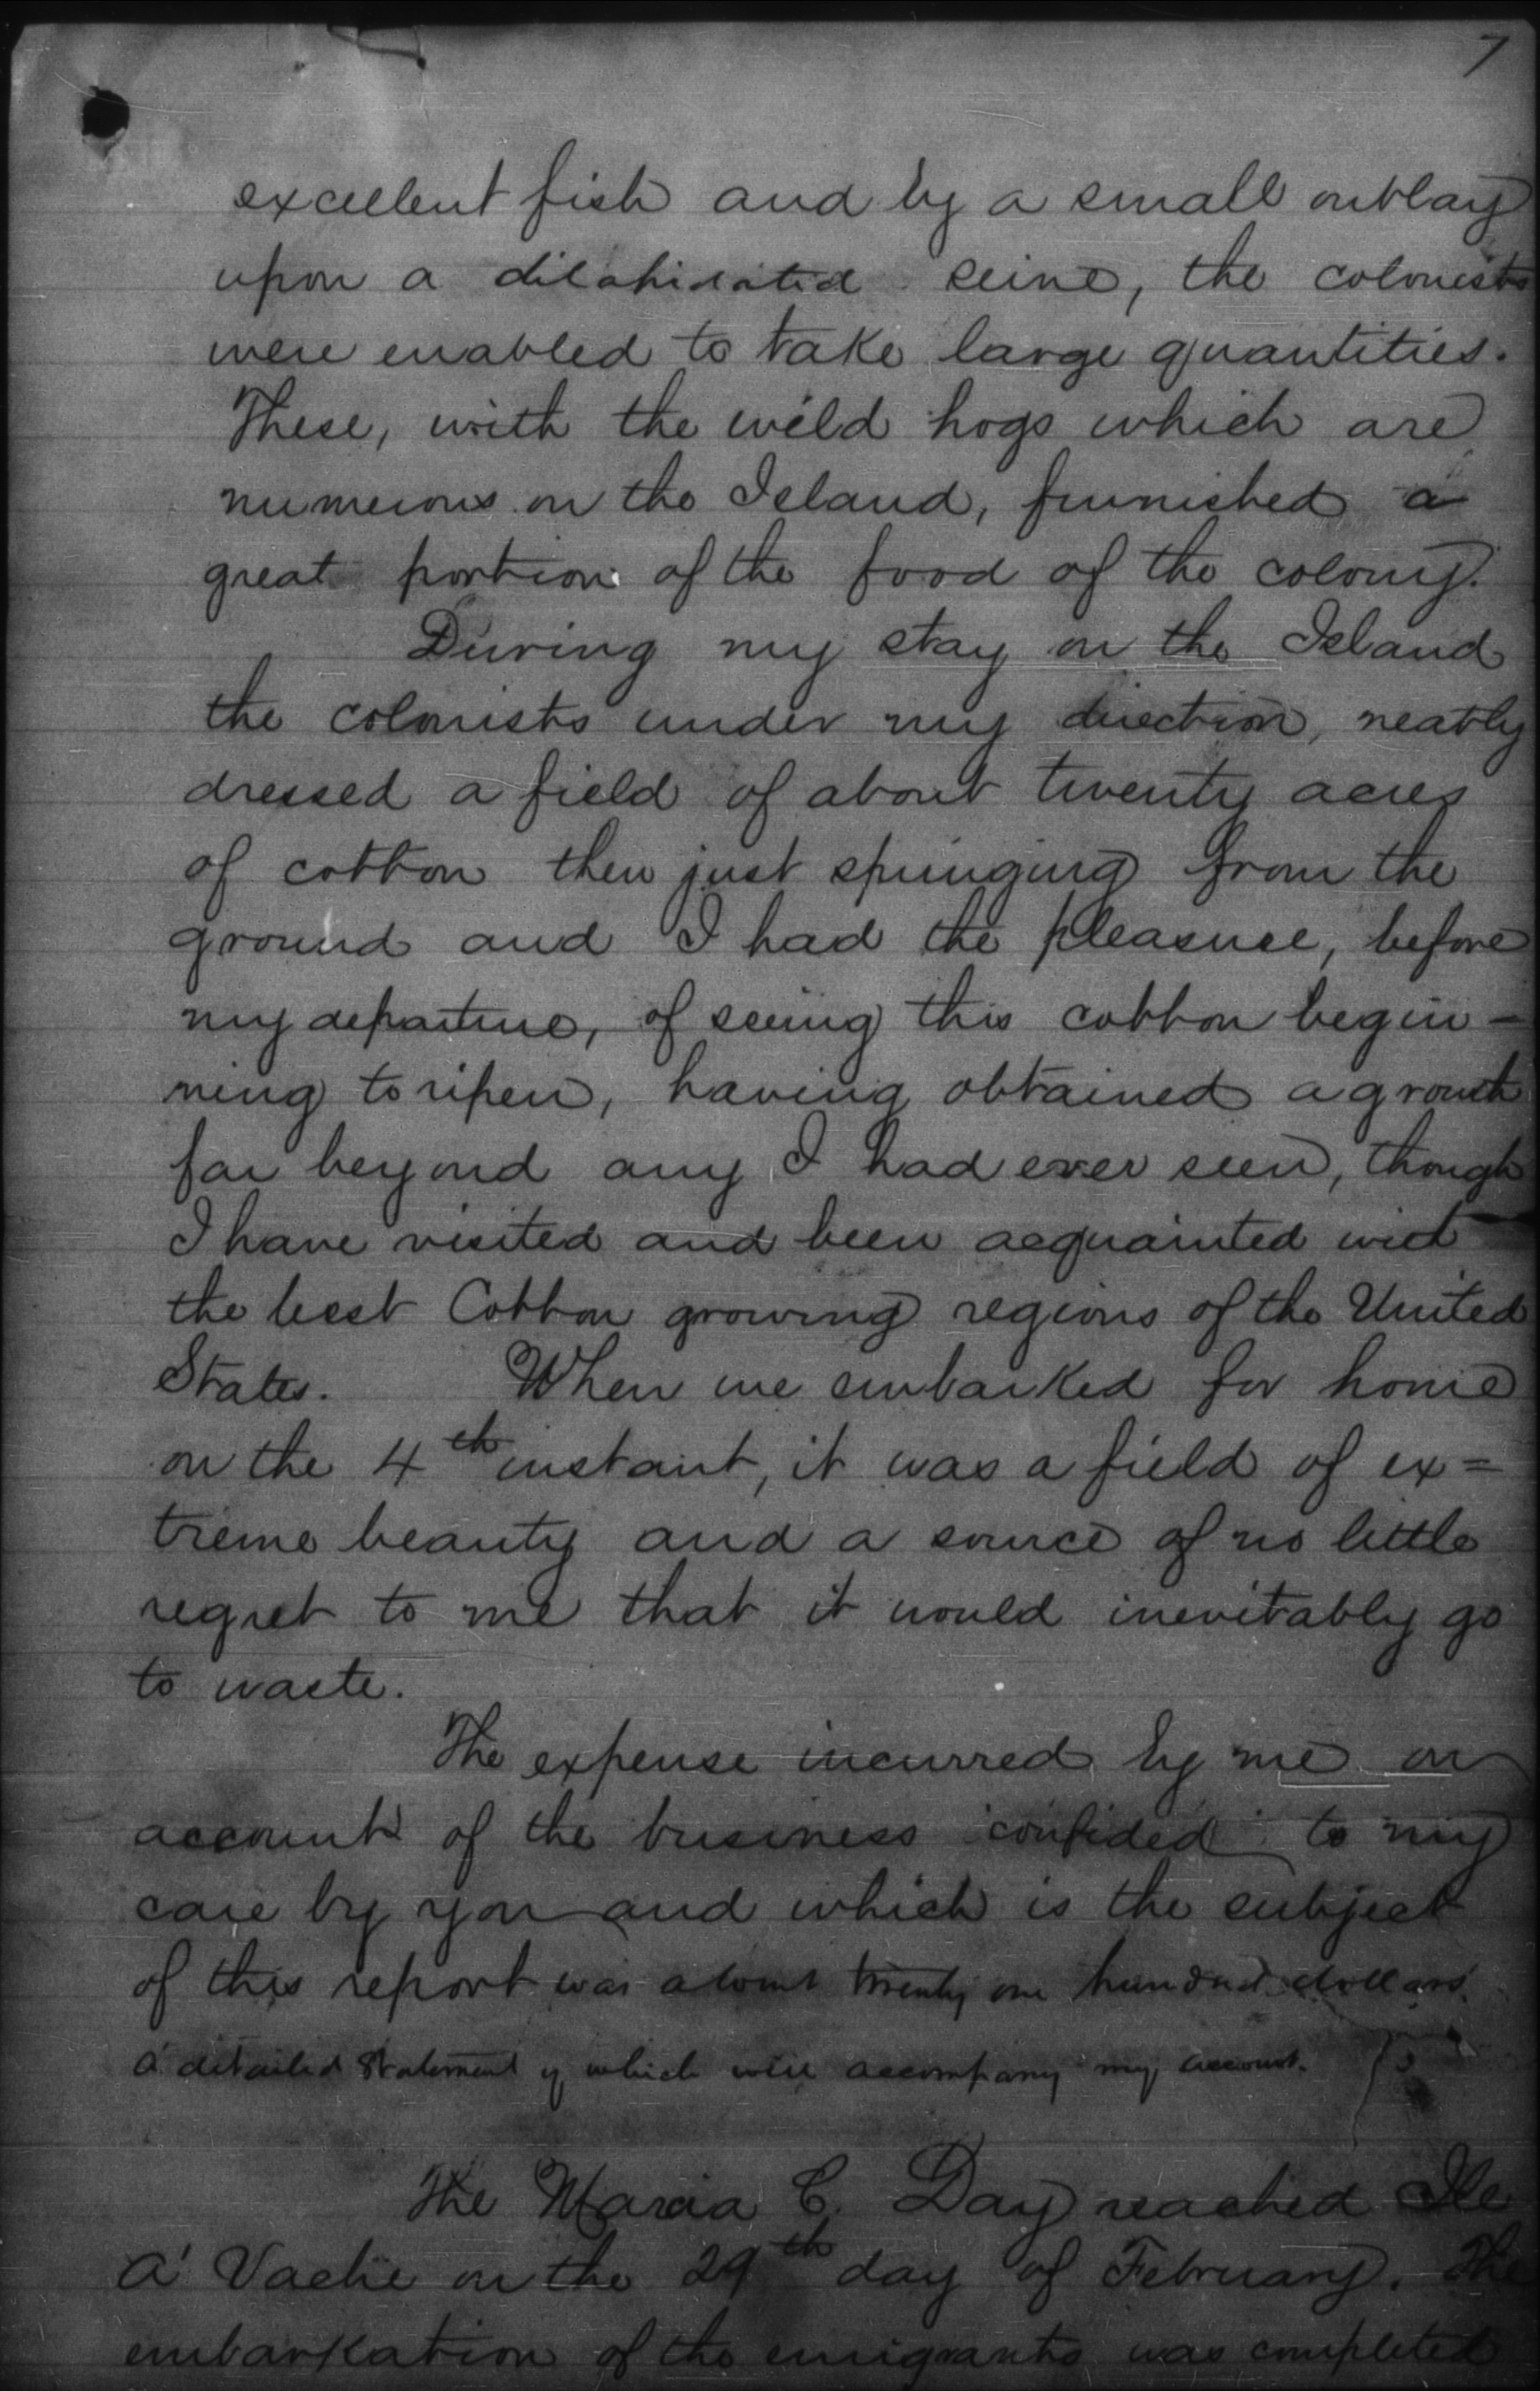 7
excellent fish and by a small outlay
upon a dilapidated seine, the colonists
were enabled to take large quantities.
These, with the wild hogs which are
numerous on the Island, furnished a
great portion of the food of the colony.
During my stay on the Island
the colonists under my direction, neatly
dressed a field of about twenty acres
of cotton then just springing from the
ground and I had the pleasure, before
my departure, of seeing this cotton begin-
ning to ripen, having obtained a growth
far beyond any I had ever seen, though
I have visited and been acquainted with
the best Cotton growing regions of the United
States. When we embarked for home
on the 4th instant, it was a field of ex=
treme beauty and a source of no little
regret to me that it would inevitably go
to waste.
The expense incurred by me on
account of the business confided to my
care by you and which is the subject
of this report was about twenty one hundred dollars.
A detailed Statement of which will accompany my account.
The Marcia C. Day reached Ile
A' Vache on the 29th day of February. The
embarkation of the emigrants was completed